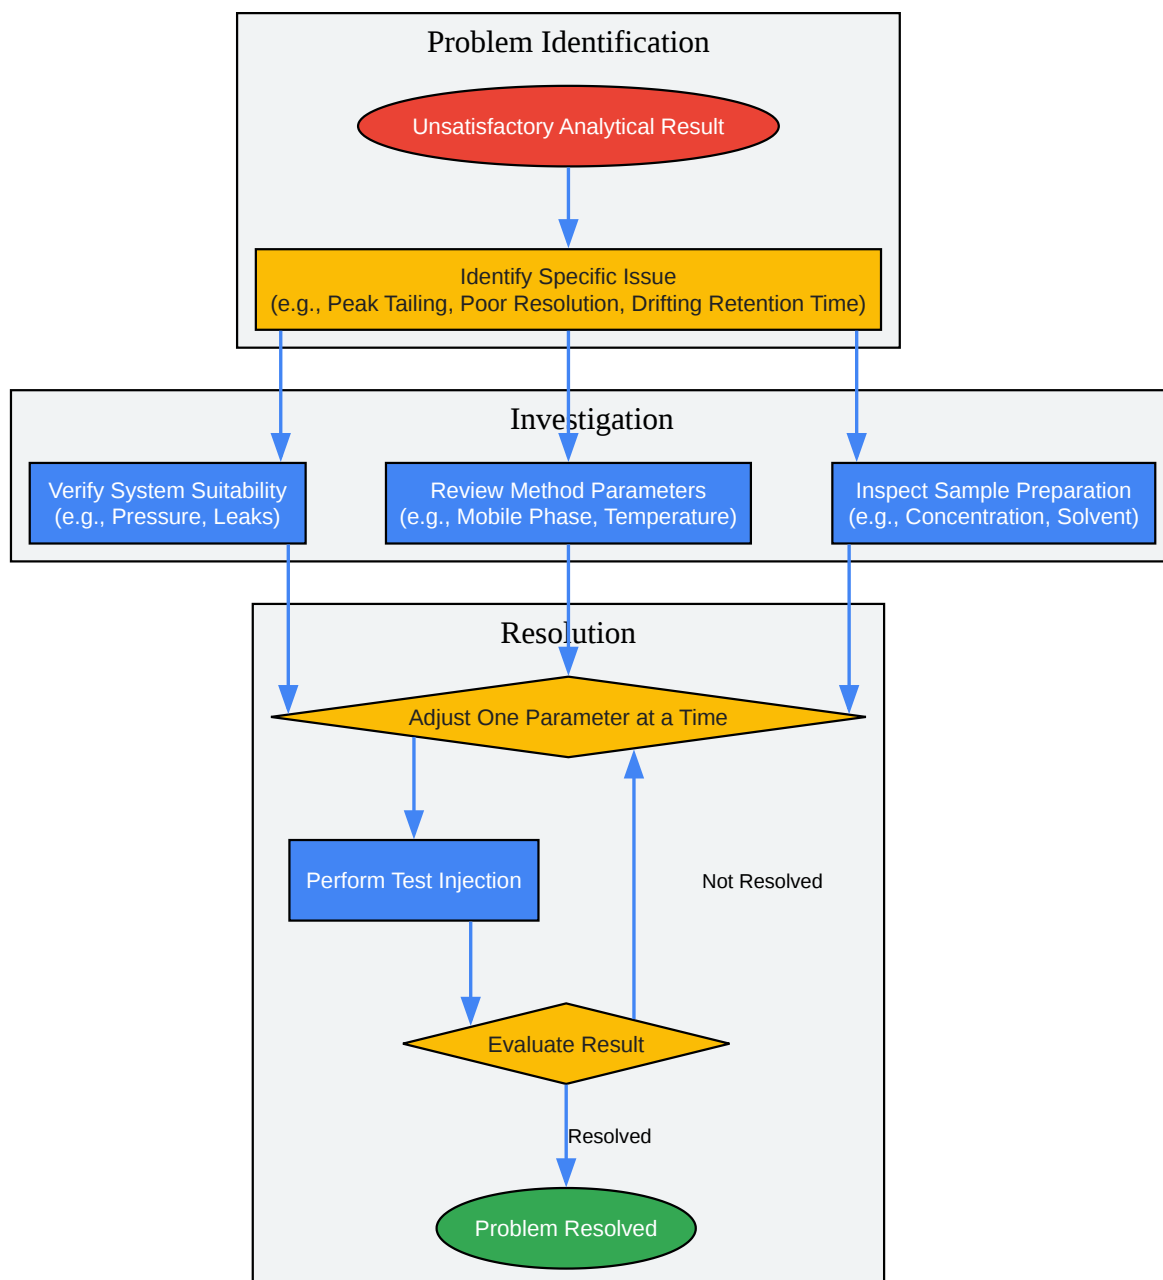 Problem Identification
Unsatisfactory Analytical Result
Identify Specific Issue
(e.g., Peak Tailing, Poor Resolution, Drifting Retention Time)
Investigation
Verify System Suitability
(e.g., Pressure, Leaks)
Review Method Parameters
(e.g., Mobile Phase, Temperature)
Inspect Sample Preparation
(e.g., Concentration, Solvent)
Resolution
Adjust One Parameter at a Time
Perform Test Injection
Not Resolved
Evaluate Result
Resolved
Problem Resolved